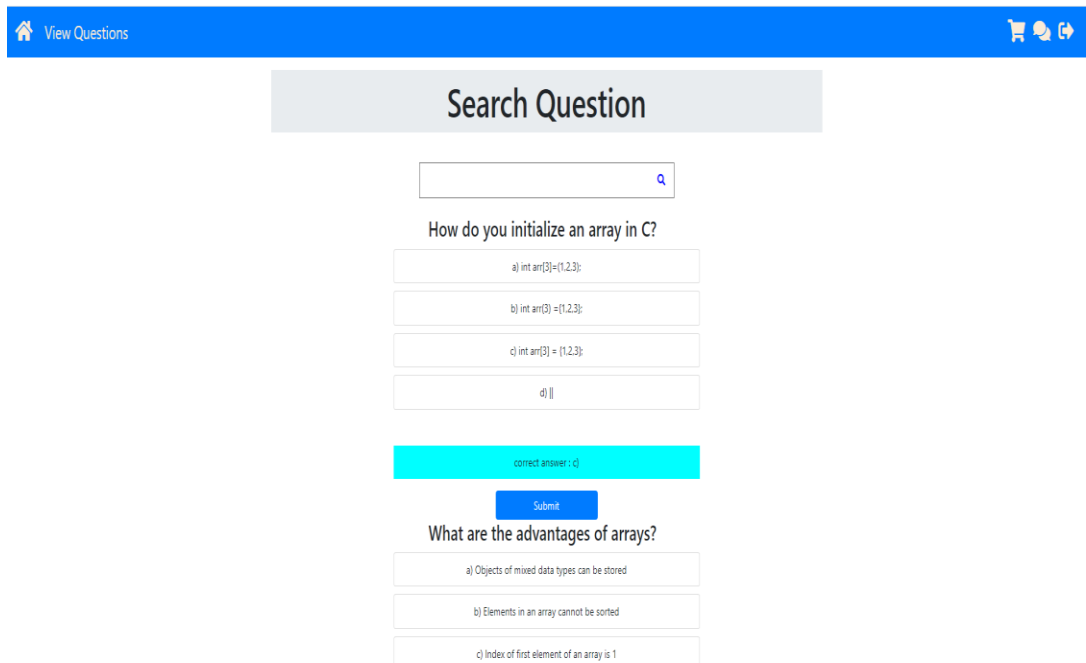 View Questions
Search Question
How do you initialize an array in C?
a) int arr[3]=(1,2,3);
b) int arr(3) ={1,2,3};
c) int arr[3] = {1,2,3};
d) ||
correct answer : c)
Submit
What are the advantages of arrays?
a) Objects of mixed data types can be stored
b) Elements in an array cannot be sorted
c) Index of first element of an array is 1